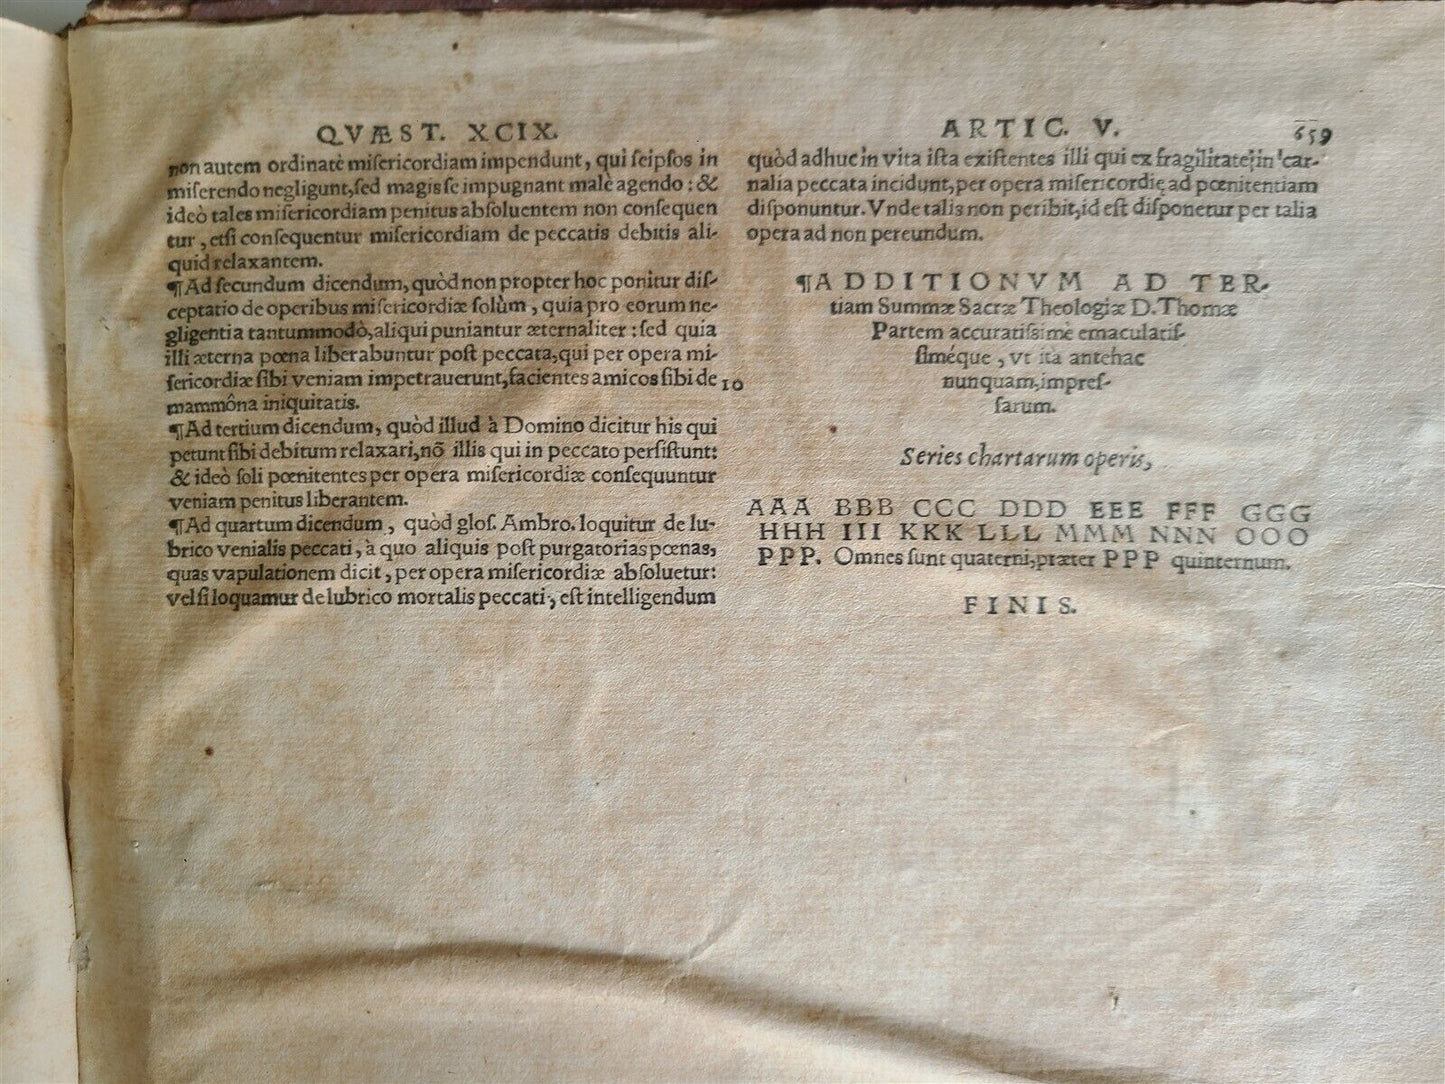 QVÆST. XCIX.
non autem ordinatè miſericordiam impendunt, qui ſeipſos in
miſerendo negligunt,ſed magis ſe impugnant malè agendo : &
ideò tales miſericordiam penitus abſoluentem non conſequen
tur , etſi conſequentur miſericordiam de peccatis debitis ali-
quid relaxantem.
¶Ad ſecundum dicendum, quòd non propter hoc ponitur diſ-
ceptatio de operibus miſericordiæ ſolùm , quia pro eorum ne-
gligentia tantummodò,aliqui puniantur æternaliter : ſed quia
illi æterna pœna liberabuntur poſt peccata,qui per opera mi-
ſericordiæ ſibi veniam impetrauerunt,facientes amicos ſibi de
mammôna iniquitatis.
¶Ad tertium dicendum, quòd illud à Domino dicitur his qui
petunt ſibi debitum relaxari,nõ illis qui in peccato perſiſtunt:
& ideò ſoli pœnitentes per opera miſericordiæ conſequuntur
veniam penitus liberantem.
¶Ad quartum dicendum , quòd gloſ. Ambro. loquitur de lu-
brico venialis peccati , à quo aliquis poſt purgatorias pœnas,
quas vapulationem dicit , per opera miſericordiæ abſoluetur:
vel ſi loquamur de lubrico mortalis peccati , eſt intelligendum
10
ARTIC. V.
659
quòd adhuc in vita iſta exiſtentes illi qui ex fragilitate in car-
nalia peccata incidunt,per opera miſericordię ad pœnitentiam
diſponuntur. Vnde talis non peribit,id eſt diſponetur per talia
opera ad non pereundum.
¶ADDITIONVM AD TER-
tiam Summæ Sacræ Theologiæ D. Thomæ
Partem accuratiſsimè emaculatiſ-
ſiméque , vt ita antehac
nunquam,impreſ-
ſarum.
Series chartarum operis,
AAA BBB CCC DDD EEE FFF GGG
HHH III KKK LLL MMM NNN OOO
PPP. Omnes ſunt quaterni,præter PPP quinternum.
FINIS.